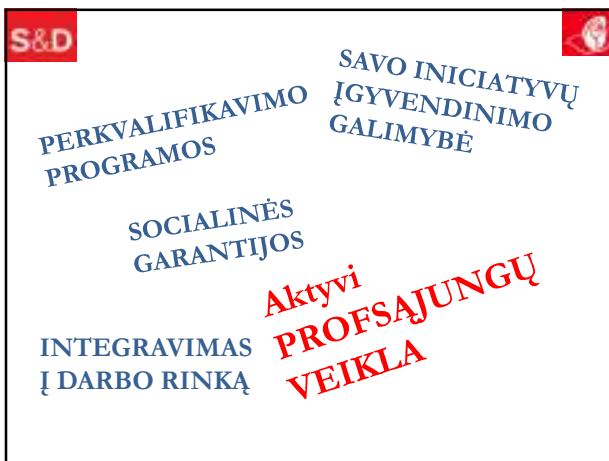 S&D
SAVO INICIATYVŲ
ĮGYVENDINIMO
GALIMYBĖ
PERKVALIFIKAVIMO
PROGRAMOS
SOCIALINĖS
GARANTIJOS
Aktyvi
PROFSĄJUNGŲ
VEIKLA
INTEGRAVIMAS
Į DARBO RINKĄ